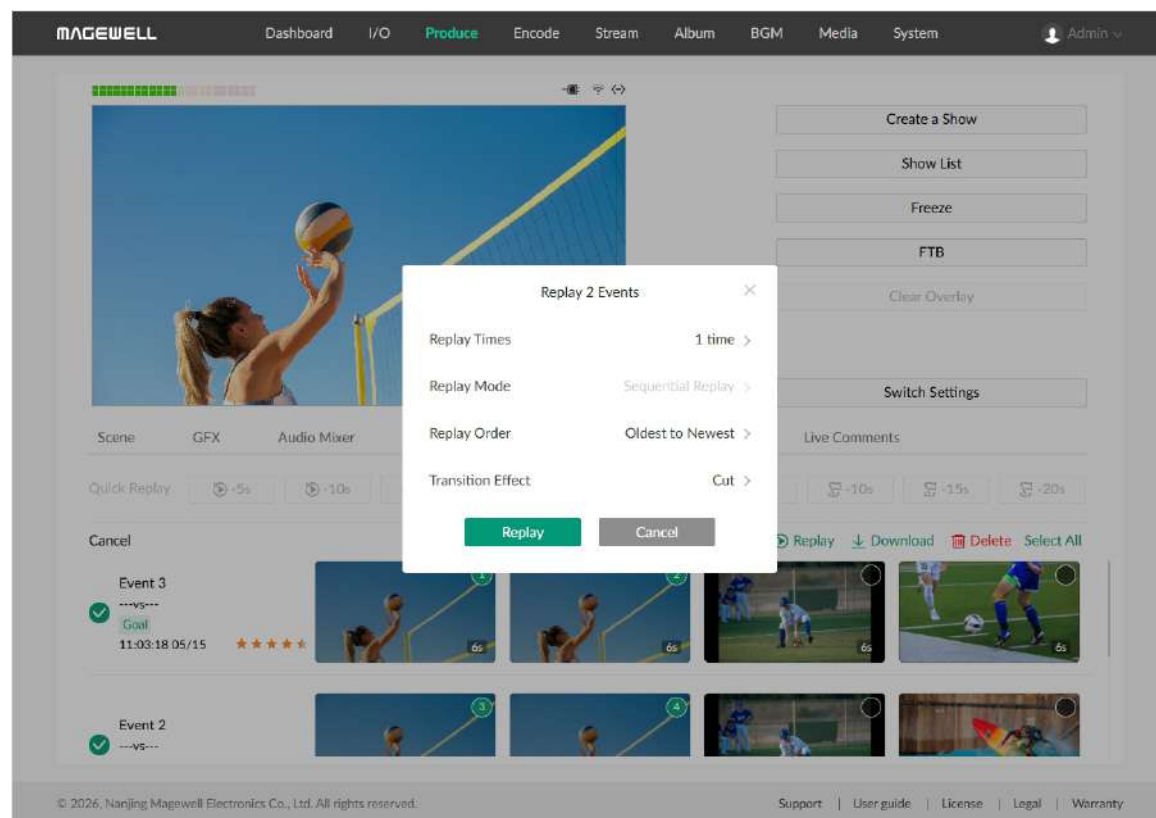 MAGEWELL Dashboard I/O Produce Encode Stream Album BGM Media System Admin
Create a Show
Show List
Freeze
FTB
Clear Overlay
Switch Settings
Replay 2 Events
Replay Times 1 time
Replay Mode Sequential Replay
Replay Order Oldest to Newest
Transition Effect Cut
Replay Cancel
Scene GFX Audio Mixer Live Comments
Quick Replay -5s -10s -10s -15s -20s
Cancel Replay Download Delete Select All
Event 3
---vs---
Goal
11:03:18 05/15
1 2
6s 6s 6s 6s
Event 2
---vs---
3 4
© 2026, Nanjing Magewell Electronics Co., Ltd. All rights reserved. Support | User guide | License | Legal | Warranty